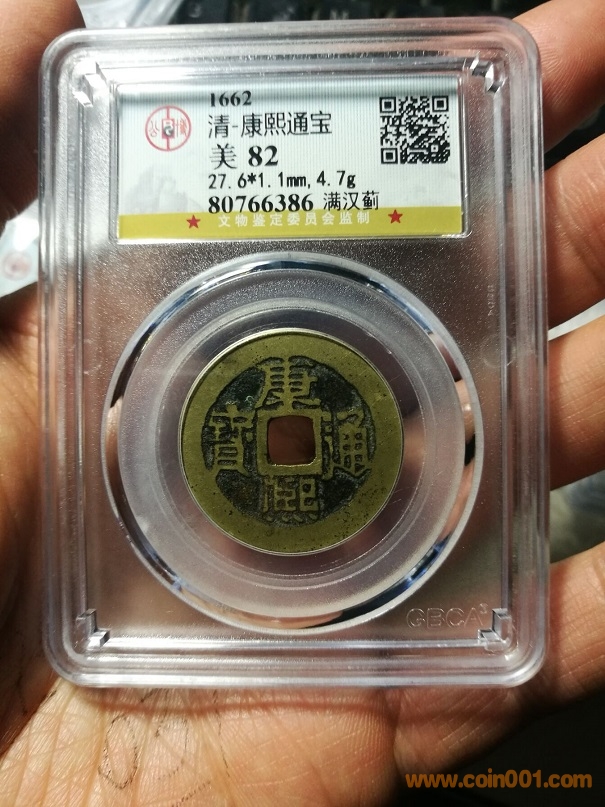 1662
清-康熙通宝
美 82
27.6*1.1mm,4.7g
80766386 满汉蓟
★ 文物鉴定委员会监制 ★
康熙通寳
GBCA
www.coin001.com